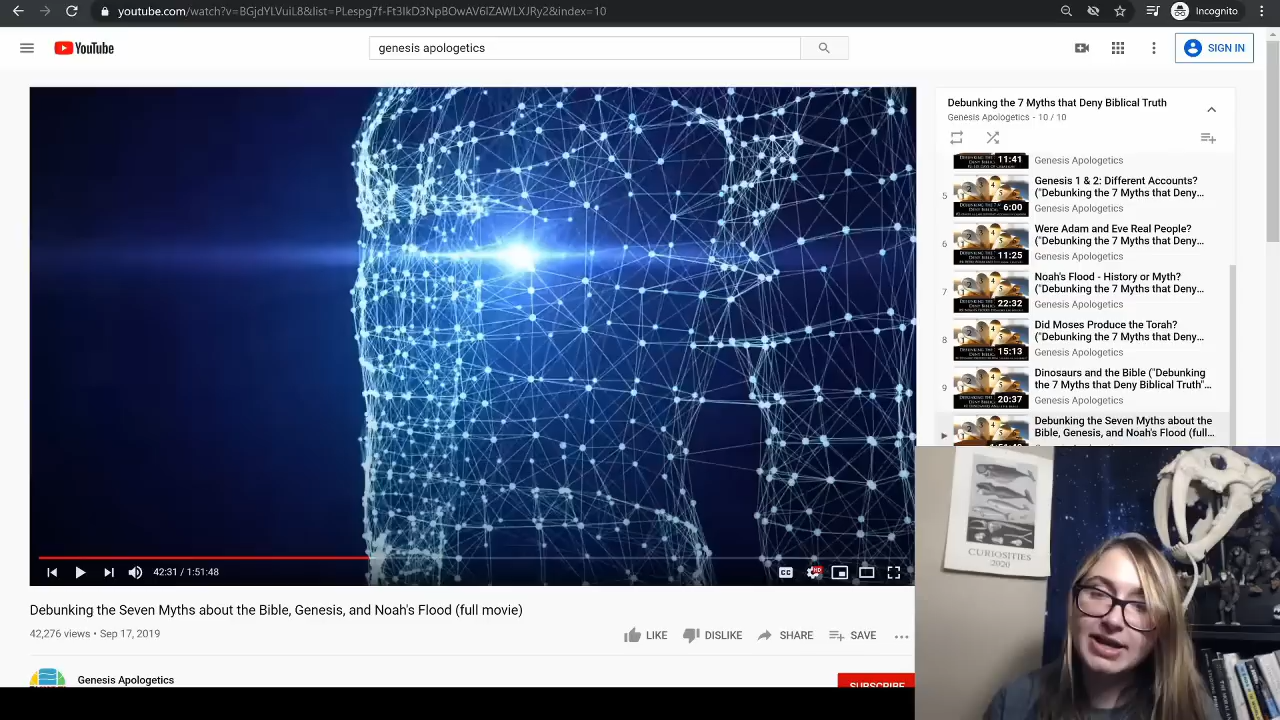 youtube.com/watch?v=BGjdYLVuiL8&list=PLespg7f-Ft3IkD3NpBOwAV6lZAWLXJRy2&index=10
Incognito
YouTube
genesis apologetics
SIGN IN
Debunking the 7 Myths that Deny Biblical Truth
Genesis Apologetics - 10 / 10
11:41
Genesis Apologetics
5
6:00
Genesis 1 & 2: Different Accounts?
("Debunking the 7 Myths that Deny...
Genesis Apologetics
6
11:25
Were Adam and Eve Real People?
("Debunking the 7 Myths that Deny...
Genesis Apologetics
7
22:32
Noah's Flood - History or Myth?
("Debunking the 7 Myths that Deny...
Genesis Apologetics
8
15:13
Did Moses Produce the Torah?
("Debunking the 7 Myths that Deny...
Genesis Apologetics
9
20:37
Dinosaurs and the Bible ("Debunking
the 7 Myths that Deny Biblical Truth"...
Genesis Apologetics
Debunking the Seven Myths about the
Bible, Genesis, and Noah's Flood (full...
42:31 / 1:51:48
CC
HD
Debunking the Seven Myths about the Bible, Genesis, and Noah's Flood (full movie)
42,276 views • Sep 17, 2019
LIKE
DISLIKE
SHARE
SAVE
Genesis Apologetics
SUBSCRIBE
CURIOSITIES
2020